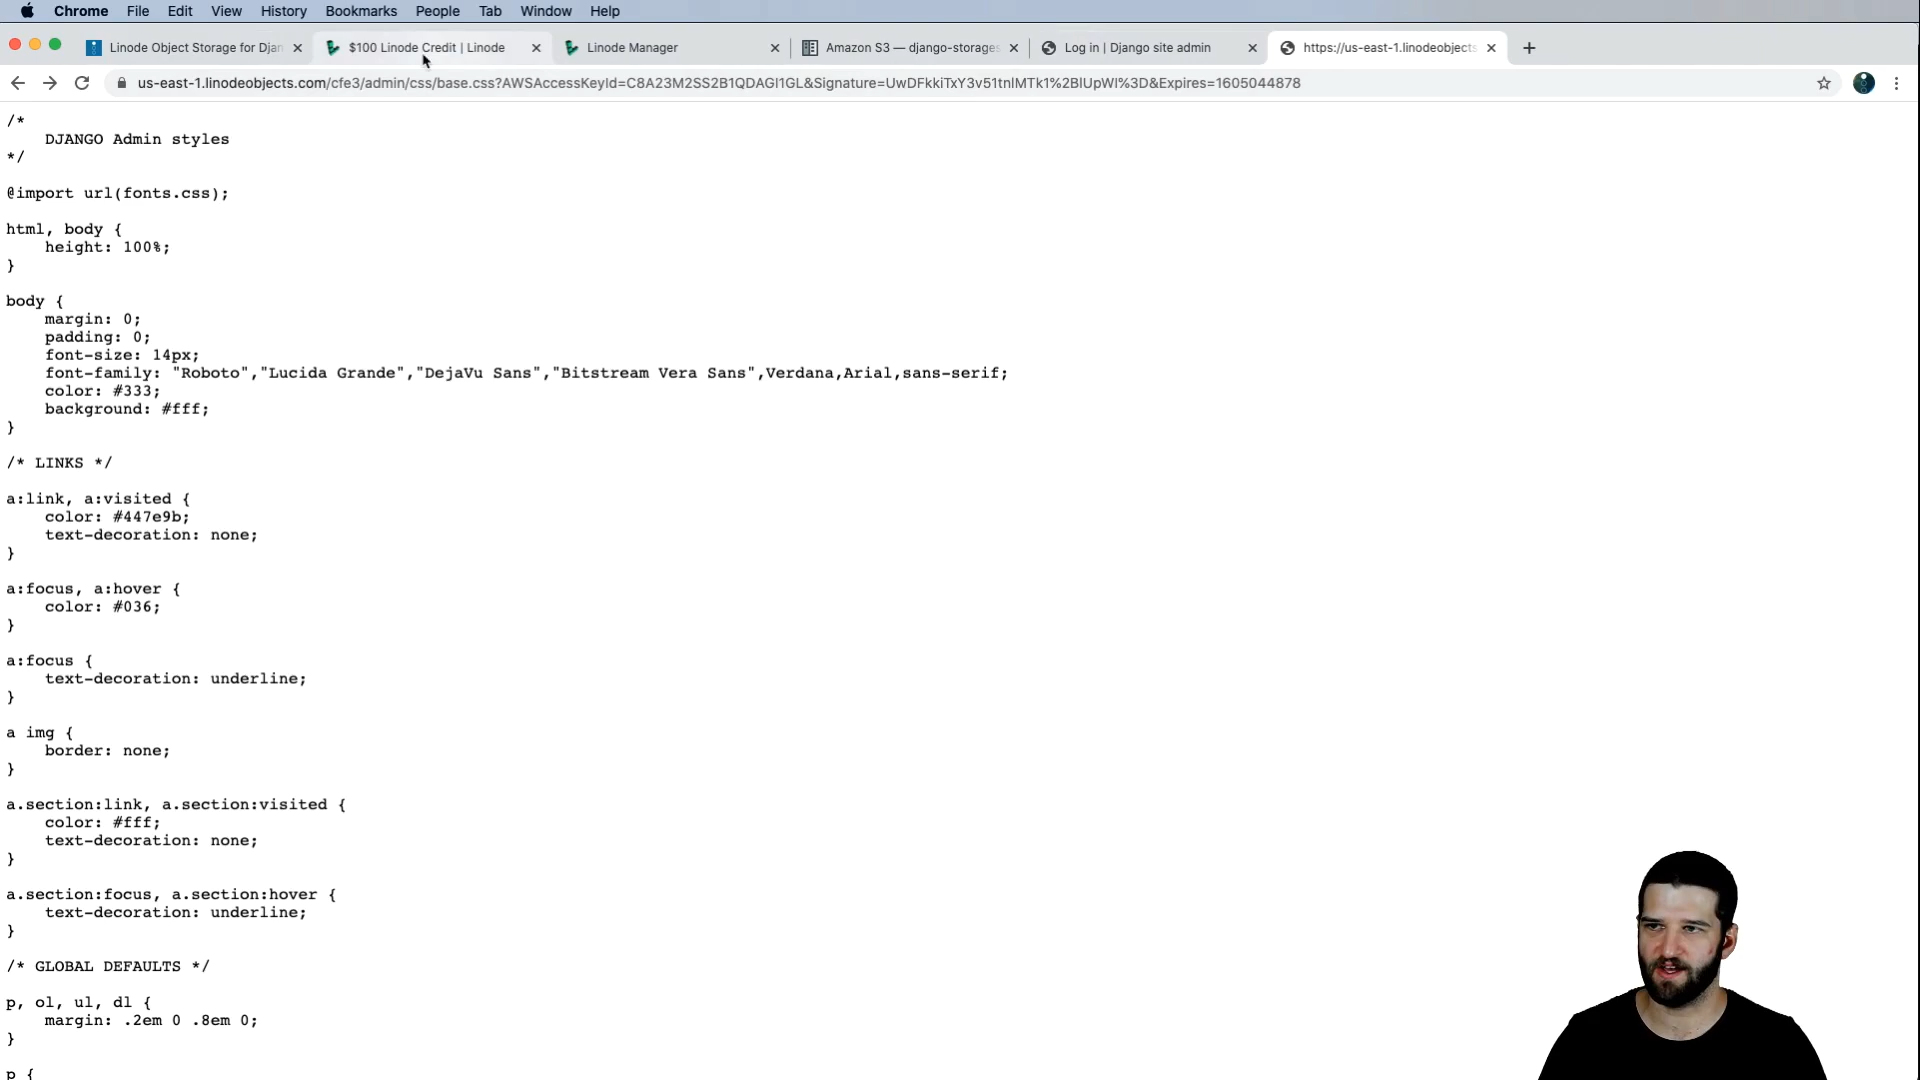 Chrome File Edit View History Bookmarks People Tab Window Help
Linode Object Storage for Djan
$100 Linode Credit | Linode
Linode Manager
Amazon S3 — django-storages
Log in | Django site admin
https://us-east-1.linodeobjects
us-east-1.linodeobjects.com/cfe3/admin/css/base.css?AWSAccessKeyId=C8A23M2SS2B1QDAGI1GL&Signature=UwDFkkiTxY3v51tnlMTk1%2BlUpWI%3D&Expires=1605044878
/*
    DJANGO Admin styles
*/
@import url(fonts.css);
html, body {
    height: 100%;
}
body {
    margin: 0;
    padding: 0;
    font-size: 14px;
    font-family: "Roboto","Lucida Grande","DejaVu Sans","Bitstream Vera Sans",Verdana,Arial,sans-serif;
    color: #333;
    background: #fff;
}
/* LINKS */
a:link, a:visited {
    color: #447e9b;
    text-decoration: none;
}
a:focus, a:hover {
    color: #036;
}
a:focus {
    text-decoration: underline;
}
a img {
    border: none;
}
a.section:link, a.section:visited {
    color: #fff;
    text-decoration: none;
}
a.section:focus, a.section:hover {
    text-decoration: underline;
}
/* GLOBAL DEFAULTS */
p, ol, ul, dl {
    margin: .2em 0 .8em 0;
}
p {